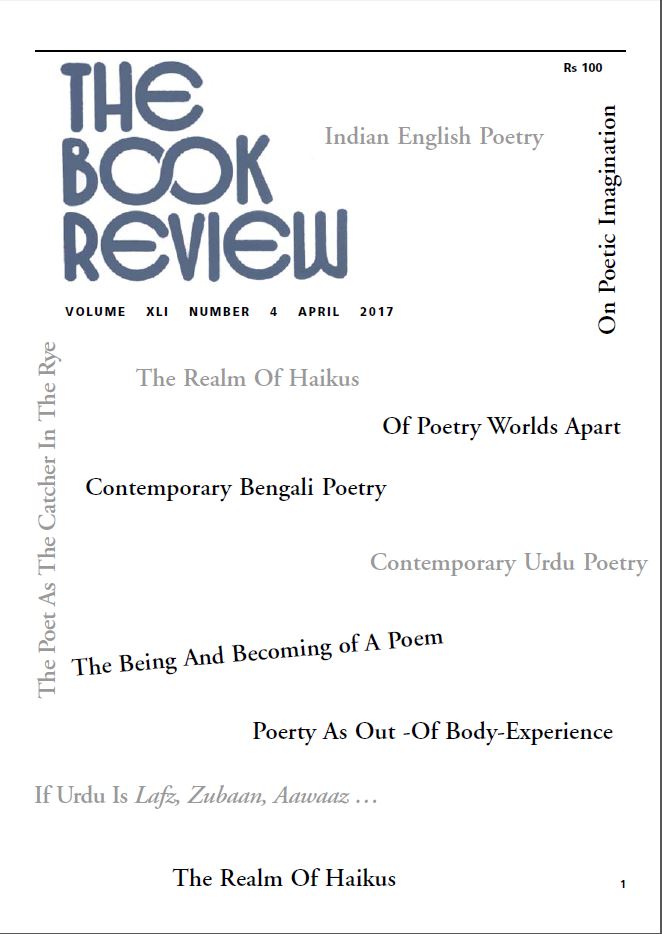 Rs 100
THE
BOOK
REVIEW
Indian English Poetry
On Poetic Imagination
VOLUME XLI NUMBER 4 APRIL 2017
The Poet As The Catcher In The Rye
The Realm Of Haikus
Of Poetry Worlds Apart
Contemporary Bengali Poetry
Contemporary Urdu Poetry
The Being And Becoming of A Poem
Poerty As Out -Of Body-Experience
If Urdu Is Lafz, Zubaan, Aawaaz …
The Realm Of Haikus
1